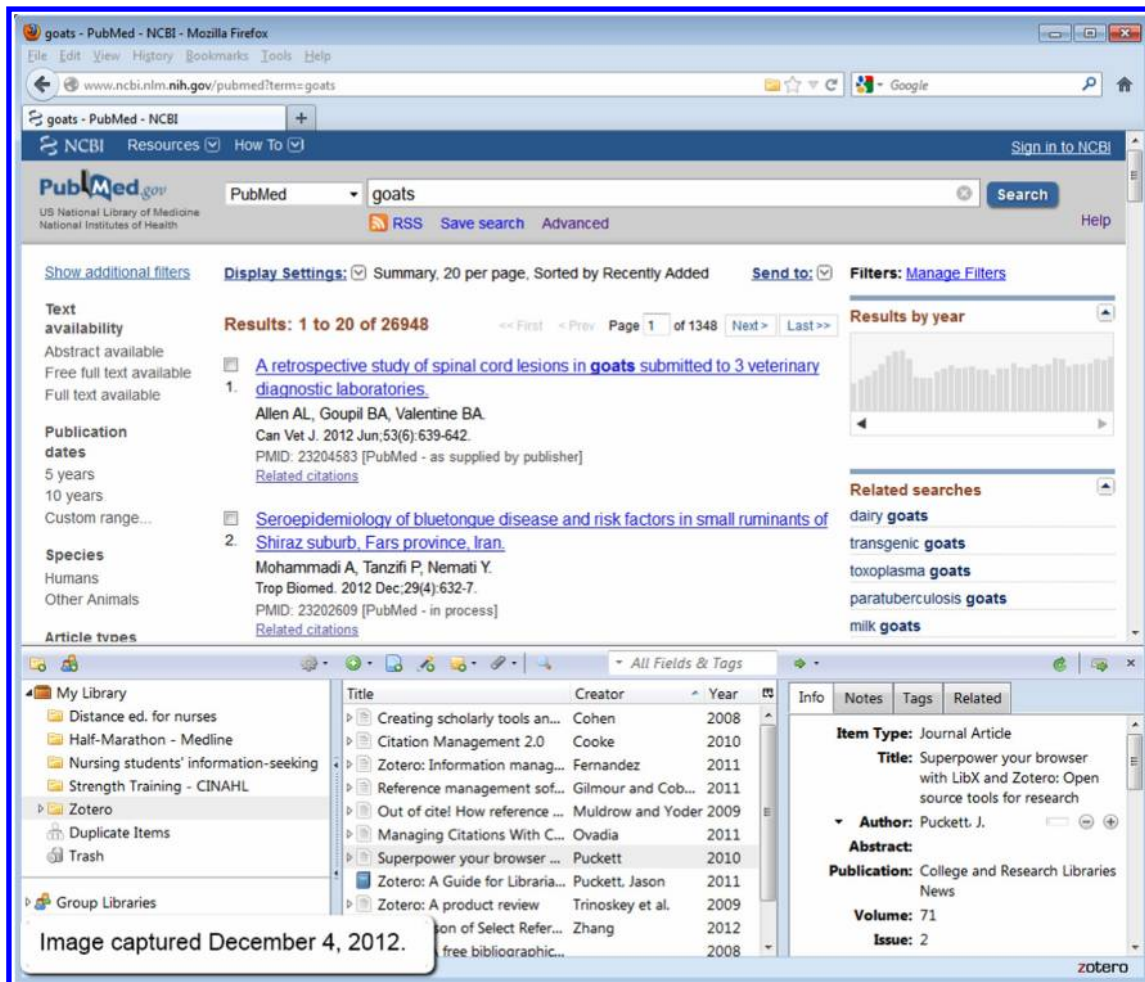 goats - PubMed - NCBI - Mozilla Firefox
File Edit View History Bookmarks Tools Help
www.ncbi.nlm.nih.gov/pubmed?term=goats
Google
goats - PubMed - NCBI
NCBI Resources How To
Sign in to NCBI
PubMed.gov
US National Library of Medicine
National Institutes of Health
PubMed
goats
Search
RSS Save search Advanced
Help
Show additional filters
Text
availability
Abstract available
Free full text available
Full text available
Publication
dates
5 years
10 years
Custom range...
Species
Humans
Other Animals
Article types
Display Settings: Summary, 20 per page, Sorted by Recently Added Send to:
Results: 1 to 20 of 26948
<< First < Prev Page 1 of 1348 Next > Last >>
1. A retrospective study of spinal cord lesions in goats submitted to 3 veterinary
diagnostic laboratories.
Allen AL, Goupil BA, Valentine BA.
Can Vet J. 2012 Jun;53(6):639-642.
PMID: 23204583 [PubMed - as supplied by publisher]
Related citations
2. Seroepidemiology of bluetongue disease and risk factors in small ruminants of
Shiraz suburb, Fars province, Iran.
Mohammadi A, Tanzifi P, Nemati Y.
Trop Biomed. 2012 Dec;29(4):632-7.
PMID: 23202609 [PubMed - in process]
Related citations
Filters: Manage Filters
Results by year
Related searches
dairy goats
transgenic goats
toxoplasma goats
paratuberculosis goats
milk goats
All Fields & Tags
My Library
Distance ed. for nurses
Half-Marathon - Medline
Nursing students' information-seeking
Strength Training - CINAHL
Zotero
Duplicate Items
Trash
Group Libraries
Image captured December 4, 2012.
Title Creator Year
Creating scholarly tools an... Cohen 2008
Citation Management 2.0 Cooke 2010
Zotero: Information manag... Fernandez 2011
Reference management sof... Gilmour and Cob... 2011
Out of cite! How reference ... Muldrow and Yoder 2009
Managing Citations With C... Ovadia 2011
Superpower your browser ... Puckett 2010
Zotero: A Guide for Libraria... Puckett, Jason 2011
Zotero: A product review Trinoskey et al. 2009
son of Select Refer... Zhang 2012
free bibliographic... 2008
Info Notes Tags Related
Item Type: Journal Article
Title: Superpower your browser
with LibX and Zotero: Open
source tools for research
Author: Puckett, J.
Abstract:
Publication: College and Research Libraries
News
Volume: 71
Issue: 2
zotero